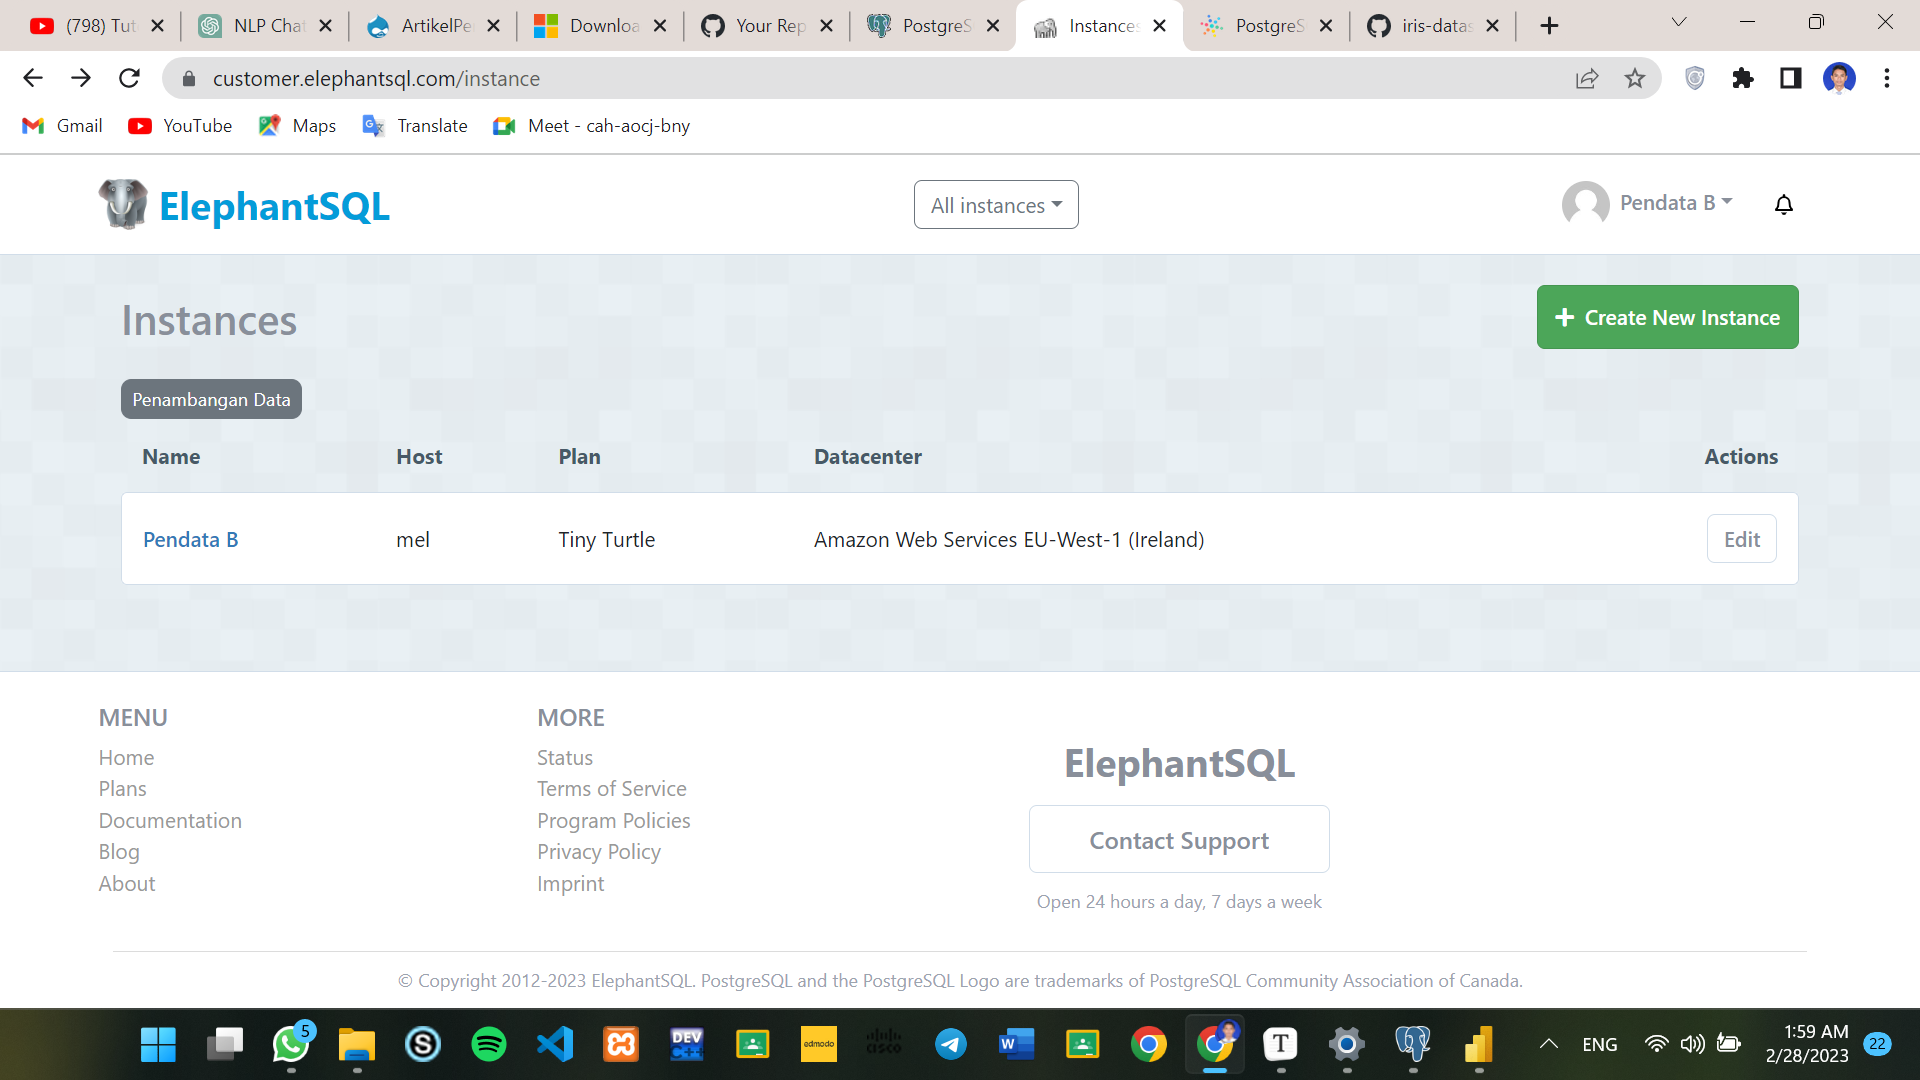 (798) Tut
NLP Chat
ArtikelPe
Downloa
Your Rep
PostgreS
Instances
PostgreS
iris-datas
customer.elephantsql.com/instance
Gmail
YouTube
Maps
Translate
Meet - cah-aocj-bny
ElephantSQL
All instances
Pendata B
Instances
+ Create New Instance
Penambangan Data
Name Host Plan Datacenter Actions
Pendata B mel Tiny Turtle Amazon Web Services EU-West-1 (Ireland) Edit
MENU
Home
Plans
Documentation
Blog
About
MORE
Status
Terms of Service
Program Policies
Privacy Policy
Imprint
ElephantSQL
Contact Support
Open 24 hours a day, 7 days a week
© Copyright 2012-2023 ElephantSQL. PostgreSQL and the PostgreSQL Logo are trademarks of PostgreSQL Community Association of Canada.
5
DEV
C++
edmodo
cisco
W
T
ENG
1:59 AM
2/28/2023
22